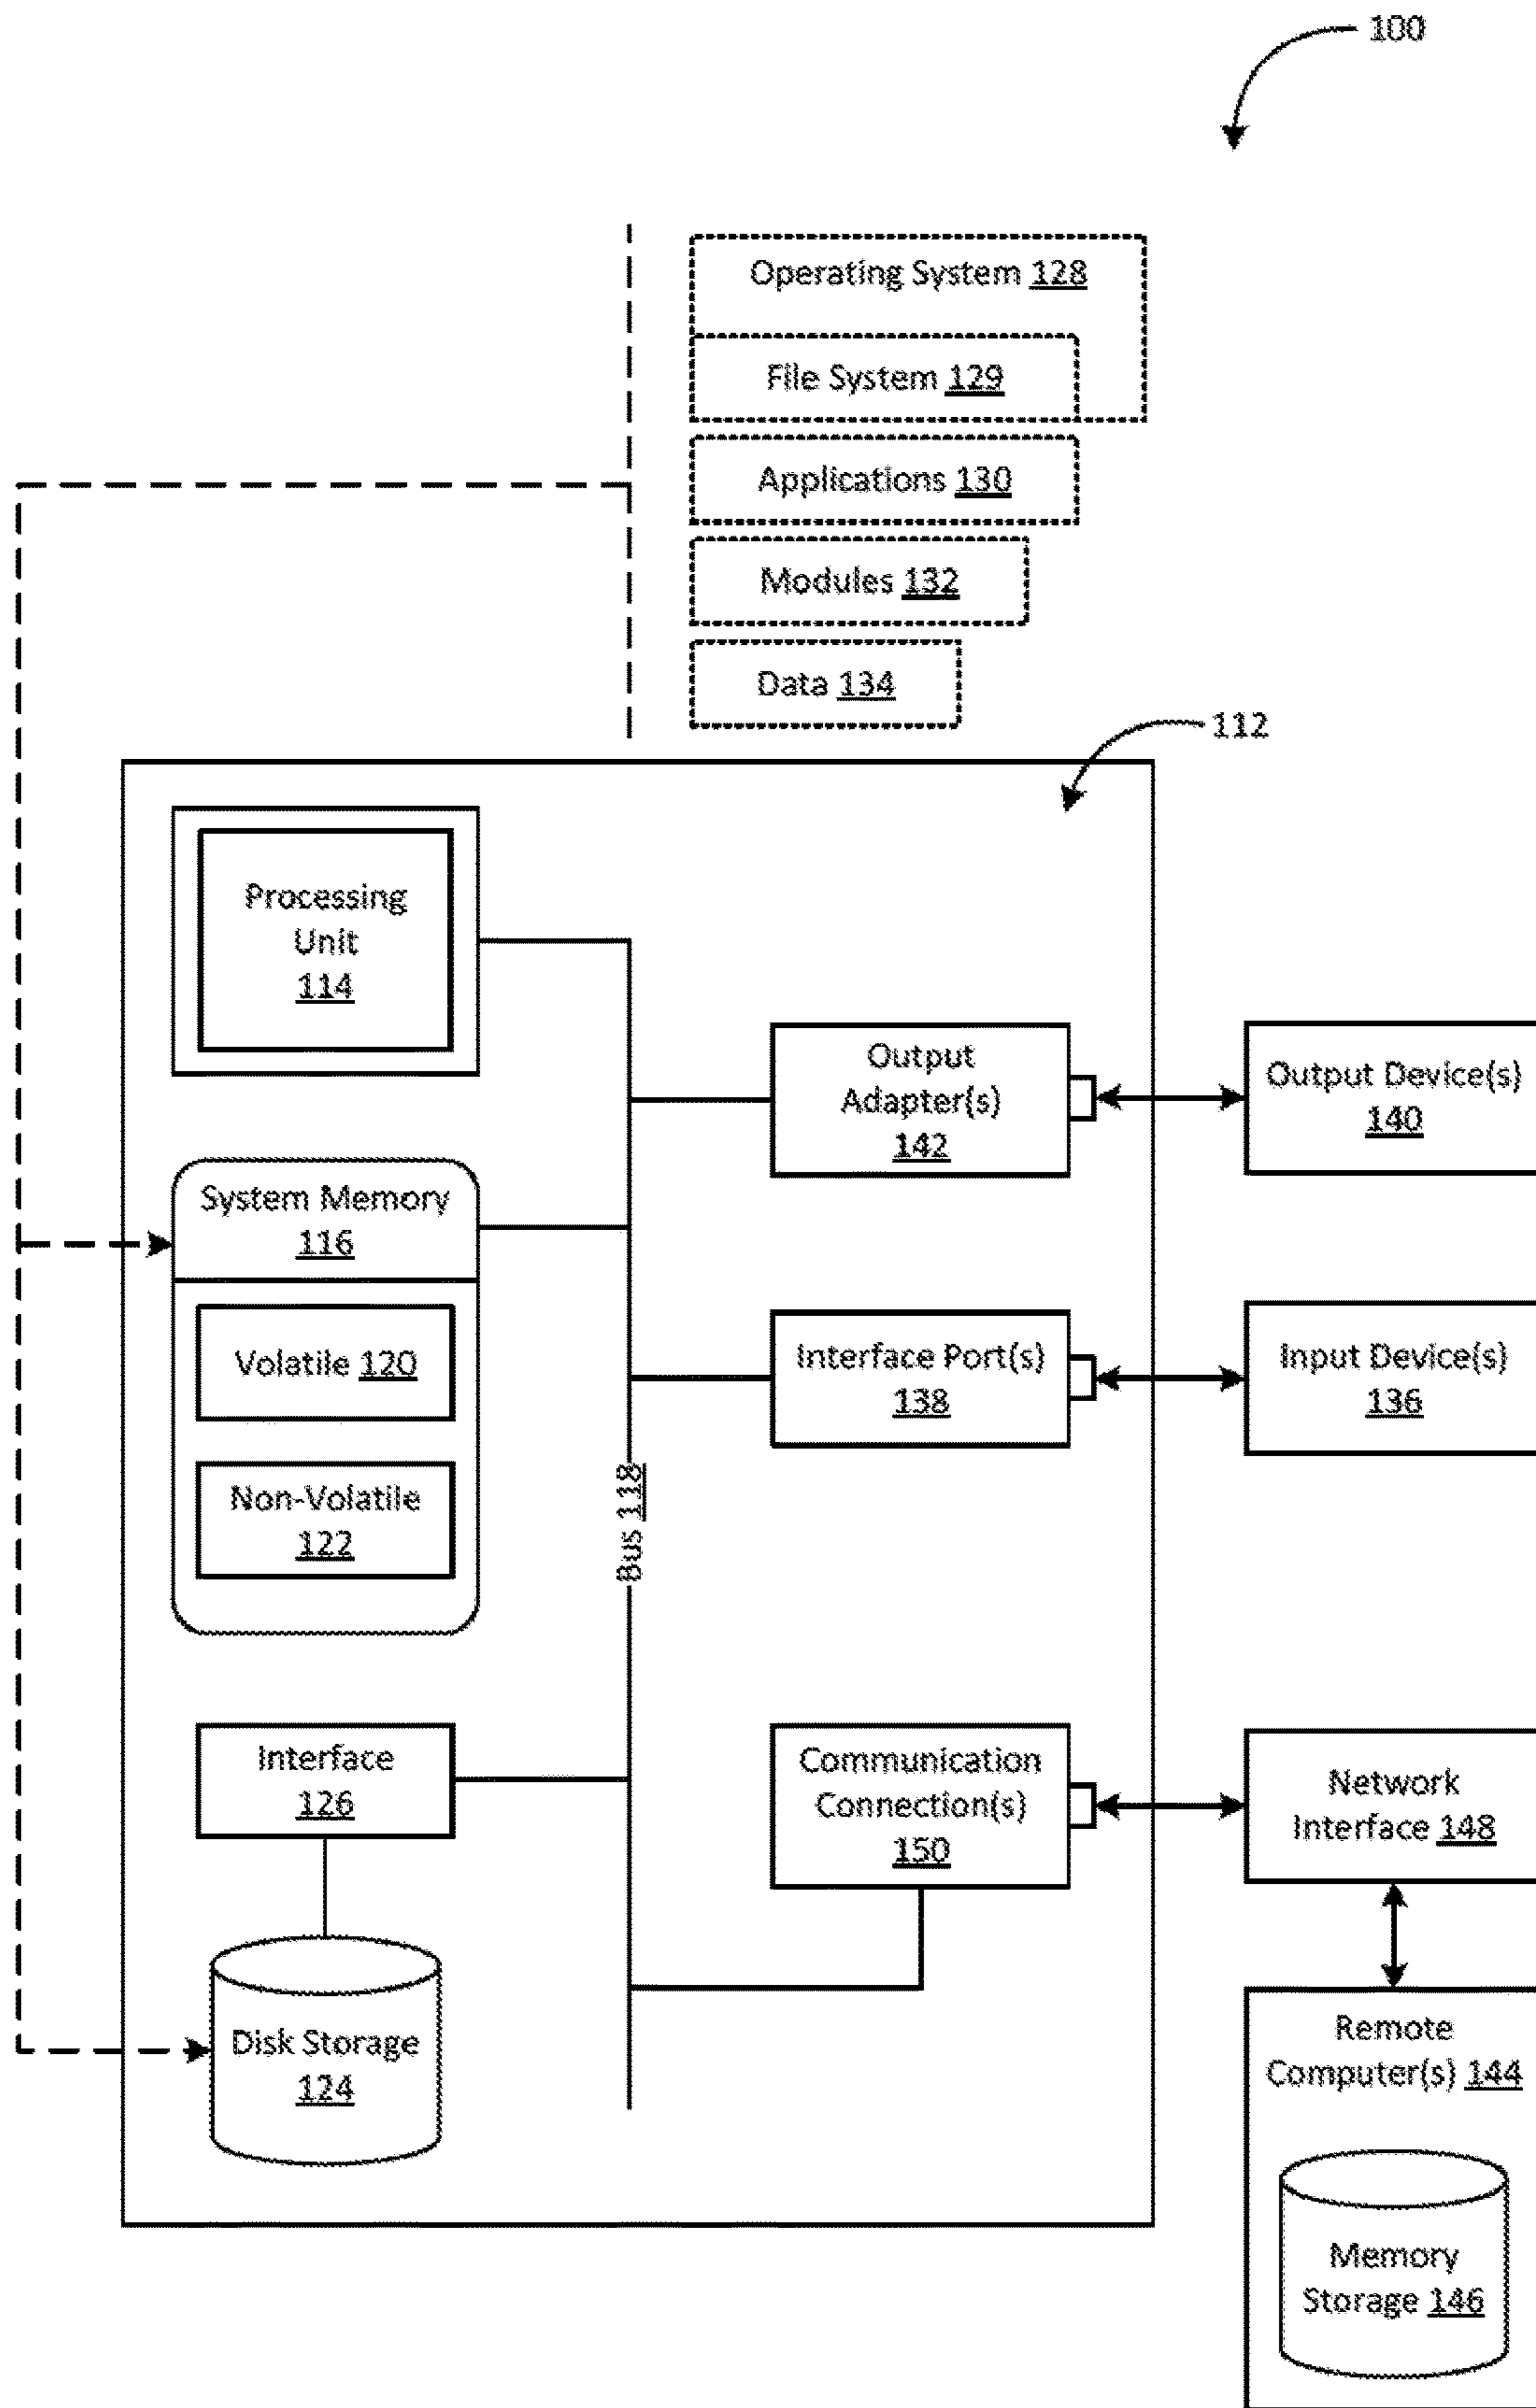 100
Operating System 128
File System 129
Applications 130
Modules 132
Data 134
112
Processing
Unit
114
Output
Adapter(s)
142
Output Device(s)
140
System Memory
116
Volatile 120
Non-Volatile
122
Interface Port(s)
138
Input Device(s)
136
Bus 118
Interface
126
Communication
Connection(s)
150
Network
Interface 148
Disk Storage
124
Remote
Computer(s) 144
Memory
Storage 146